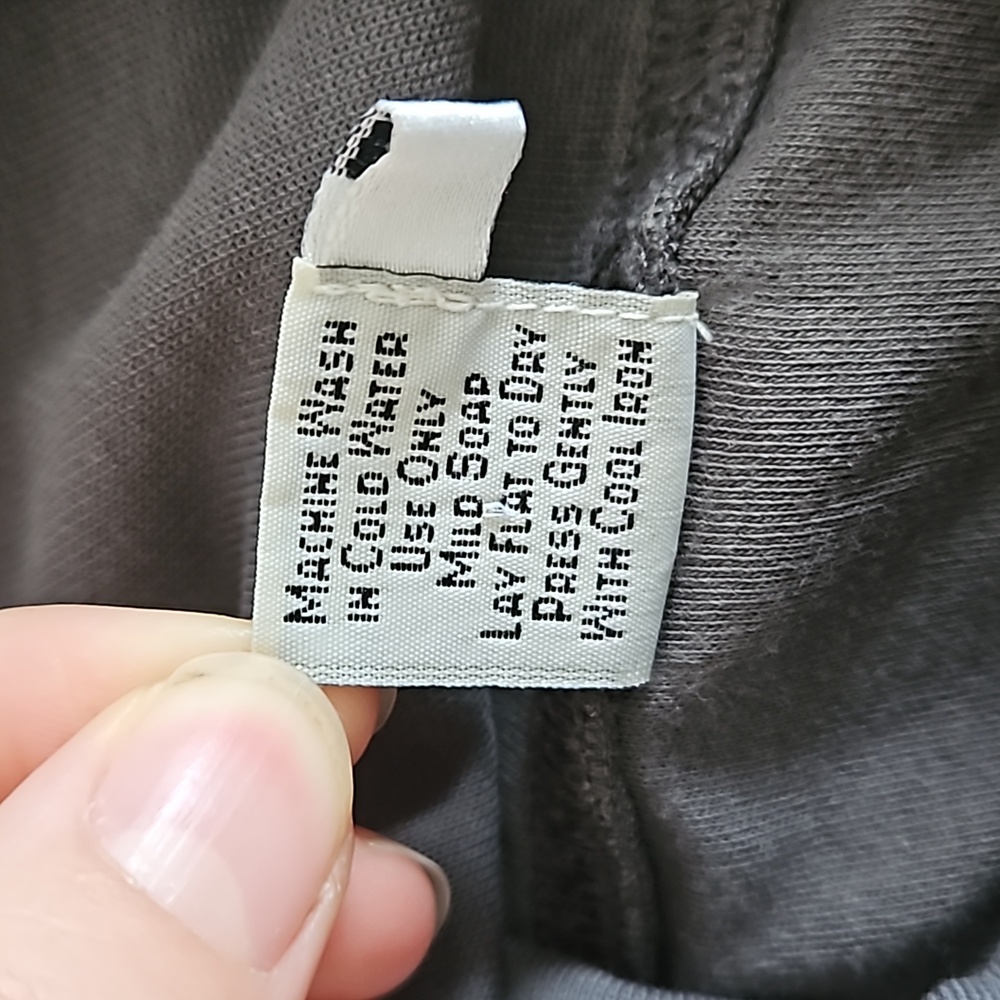 Machine Wash
in Cold Water
Use Only
Mild Soap
Lay Flat to Dry
Press Gently
With Cool Iron